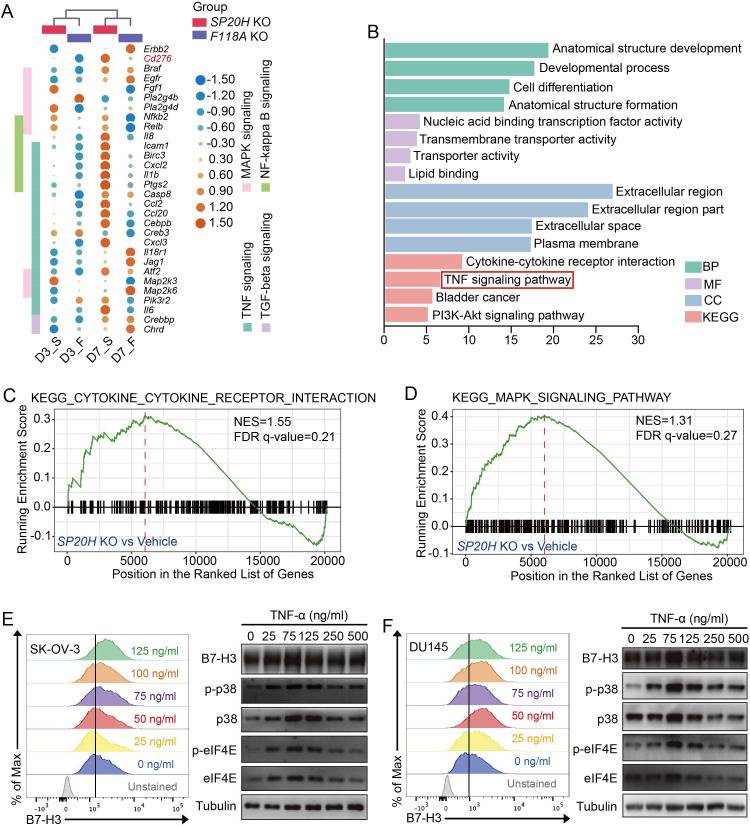 A
Group
SP20H KO
F118A KO
Erbb2
Cd276
Braf
Egfr
Fgf1
Pla2g4b
Pla2g4d
Nfkb2
Relb
Il8
Icam1
Birc3
Cxcl2
Il1b
Ptgs2
Casp8
Ccl2
Ccl20
Cebpb
Creb3
Cxcl3
Il18r1
Jag1
Atf2
Map2k3
Map2k6
Pik3r2
Il6
Crebbp
Chrd
D3_S
D3_F
D7_S
D7_F
-1.50
-1.20
-0.90
-0.60
-0.30
0.30
0.60
0.90
1.20
1.50
MAPK signaling
NF-kappa B signaling
TNF signaling
TGF-beta signaling
B
Anatomical structure development
Developmental process
Cell differentiation
Anatomical structure formation
Nucleic acid binding transcription factor activity
Transmembrane transporter activity
Transporter activity
Lipid binding
Extracellular region
Extracellular region part
Extracellular space
Plasma membrane
Cytokine-cytokine receptor interaction
TNF signaling pathway
Bladder cancer
PI3K-Akt signaling pathway
BP
MF
CC
KEGG
0 5 10 15 20 25 30
C
KEGG_CYTOKINE_CYTOKINE_RECEPTOR_INTERACTION
NES=1.55
FDR q-value=0.21
Running Enrichment Score
0.3
0.2
0.1
0.0
-0.1
SP20H KO vs Vehicle
0 5000 10000 15000 20000
Position in the Ranked List of Genes
D
KEGG_MAPK_SIGNALING_PATHWAY
NES=1.31
FDR q-value=0.27
Running Enrichment Score
0.4
0.3
0.2
0.1
0.0
-0.1
SP20H KO vs Vehicle
0 5000 10000 15000 20000
Position in the Ranked List of Genes
E
SK-OV-3
125 ng/ml
100 ng/ml
75 ng/ml
50 ng/ml
25 ng/ml
0 ng/ml
Unstained
% of Max
-10³ 10³ 10⁴ 10⁵
B7-H3
TNF-α (ng/ml)
0 25 75 125 250 500
B7-H3
p-p38
p38
p-eIF4E
eIF4E
Tubulin
F
DU145
125 ng/ml
100 ng/ml
75 ng/ml
50 ng/ml
25 ng/ml
0 ng/ml
Unstained
% of Max
-10³ 10³ 10⁴ 10⁵
B7-H3
TNF-α (ng/ml)
0 25 75 125 250 500
B7-H3
p-p38
p38
p-eIF4E
eIF4E
Tubulin